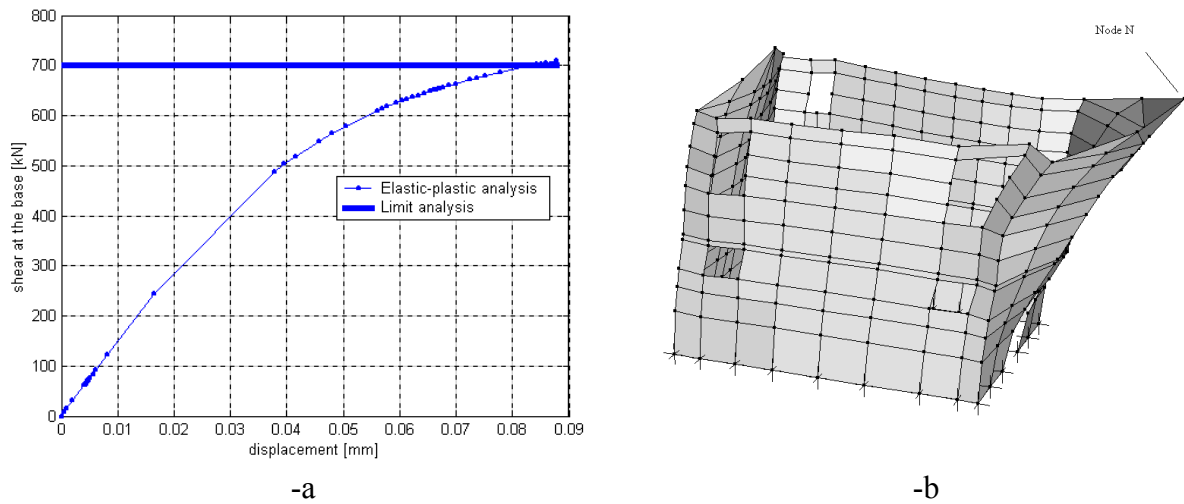 800
700
600
500
400
300
200
100
0
shear at the base [kN]
Elastic-plastic analysis
Limit analysis
0 0.01 0.02 0.03 0.04 0.05 0.06 0.07 0.08 0.09
displacement [mm]
-a
Node N
-b